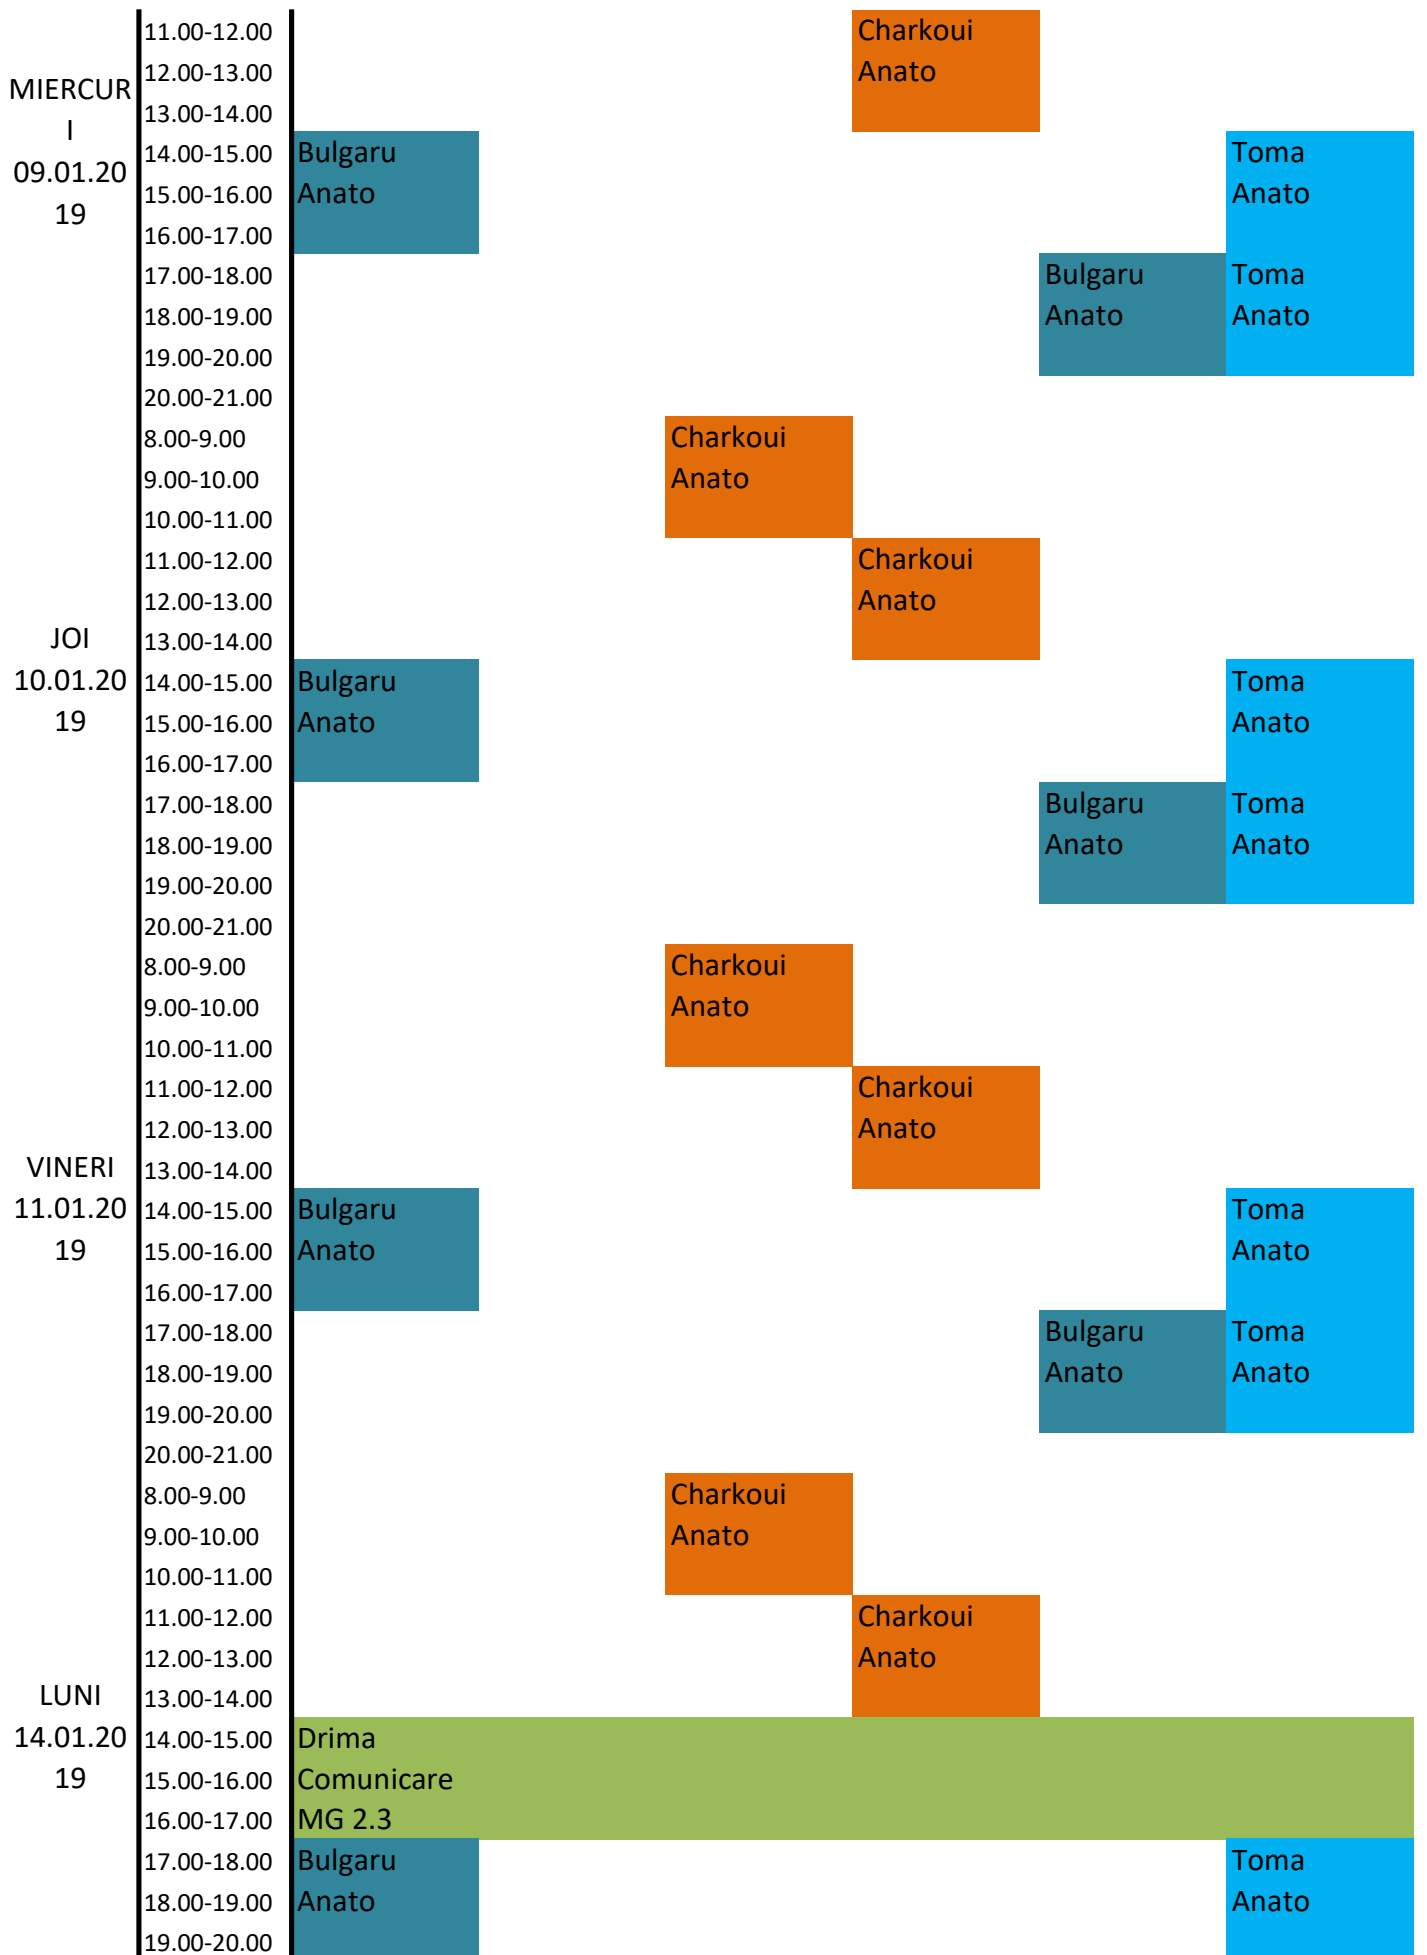 11.00-12.00 Charkoui
12.00-13.00 Anato
MIERCUR
13.00-14.00
I
14.00-15.00 Bulgaru Toma
09.01.20
15.00-16.00 Anato Anato
19
16.00-17.00
17.00-18.00 Bulgaru Toma
18.00-19.00 Anato Anato
19.00-20.00
20.00-21.00
8.00-9.00 Charkoui
9.00-10.00 Anato
10.00-11.00
11.00-12.00 Charkoui
12.00-13.00 Anato
JOI 13.00-14.00
10.01.20 14.00-15.00 Bulgaru Toma
19 15.00-16.00 Anato Anato
16.00-17.00
17.00-18.00 Bulgaru Toma
18.00-19.00 Anato Anato
19.00-20.00
20.00-21.00
8.00-9.00 Charkoui
9.00-10.00 Anato
10.00-11.00
11.00-12.00 Charkoui
12.00-13.00 Anato
VINERI 13.00-14.00
11.01.20 14.00-15.00 Bulgaru Toma
19 15.00-16.00 Anato Anato
16.00-17.00
17.00-18.00 Bulgaru Toma
18.00-19.00 Anato Anato
19.00-20.00
20.00-21.00
8.00-9.00 Charkoui
9.00-10.00 Anato
10.00-11.00
11.00-12.00 Charkoui
12.00-13.00 Anato
LUNI 13.00-14.00
14.01.20 14.00-15.00 Drima
19 15.00-16.00 Comunicare
16.00-17.00 MG 2.3
17.00-18.00 Bulgaru Toma
18.00-19.00 Anato Anato
19.00-20.00